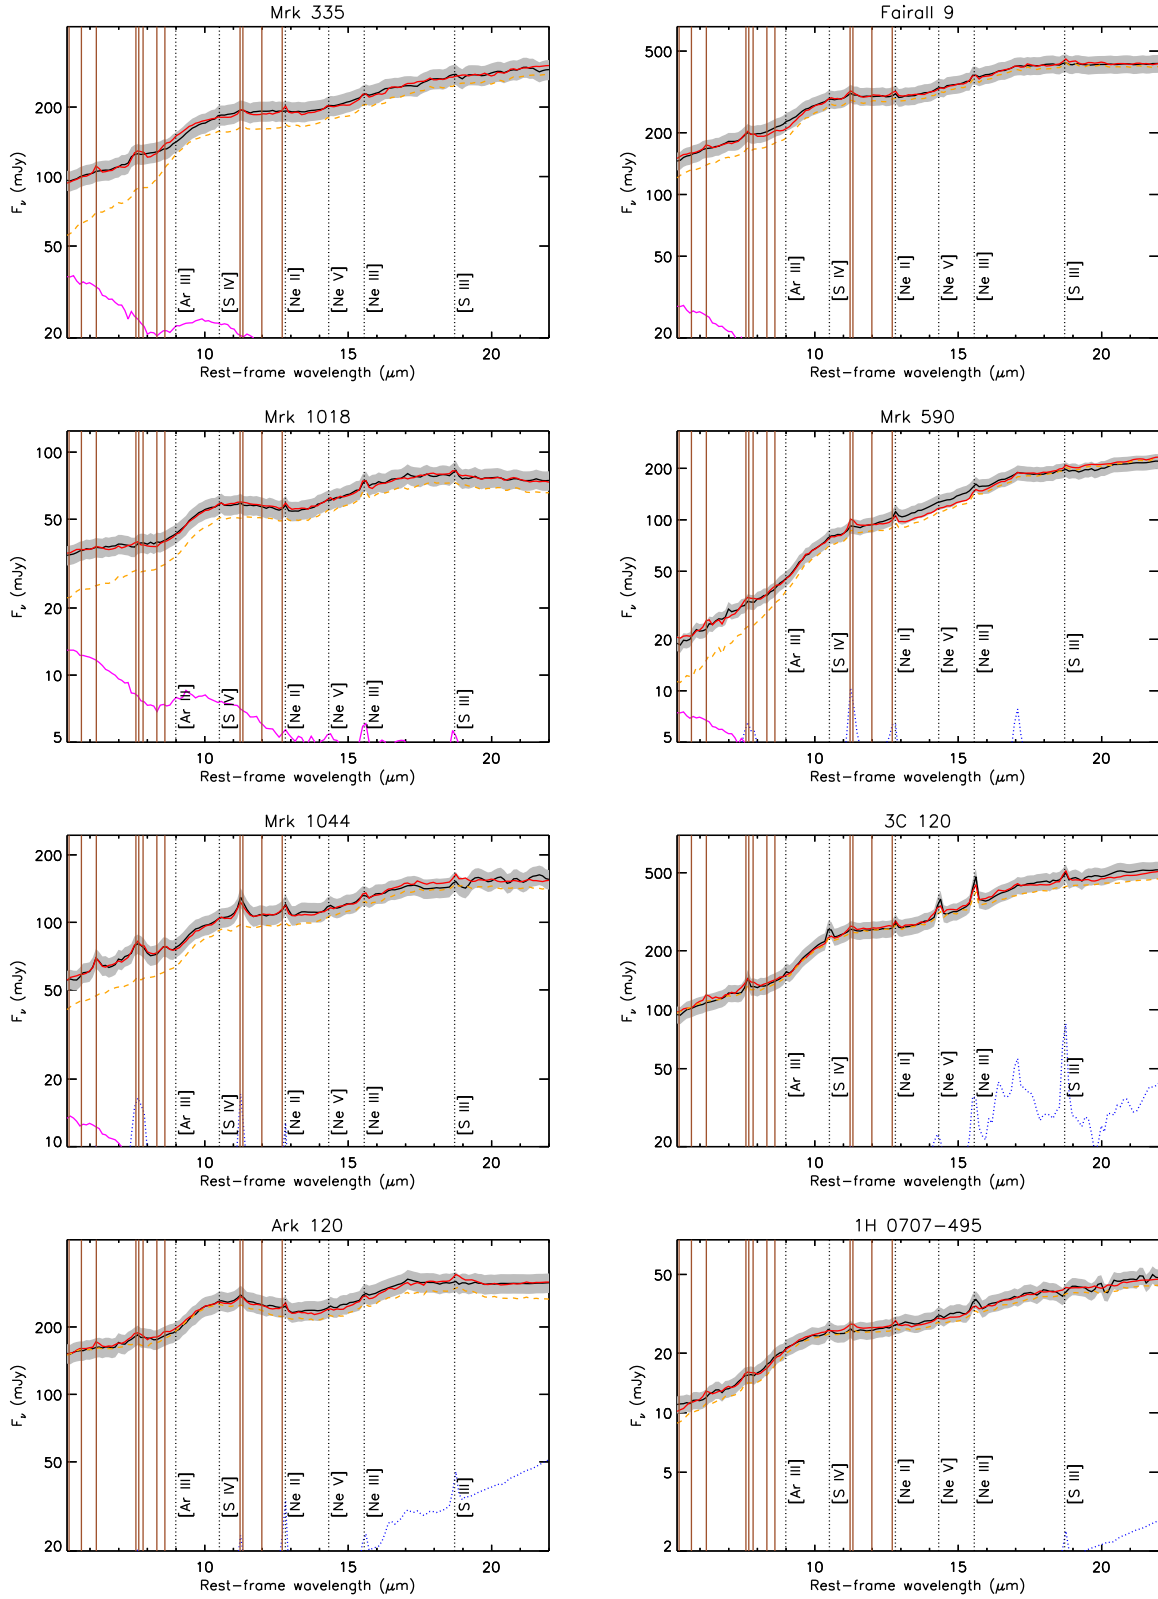 Mrk 335
200
100
50
20
F_ν (mJy)
[Ar III]
[S IV]
[Ne II]
[Ne V]
[Ne III]
[S III]
10 15 20
Rest-frame wavelength (μm)
Fairall 9
500
200
100
50
20
F_ν (mJy)
[Ar III]
[S IV]
[Ne II]
[Ne V]
[Ne III]
[S III]
10 15 20
Rest-frame wavelength (μm)
Mrk 1018
100
50
20
10
5
F_ν (mJy)
[Ar III]
[S IV]
[Ne II]
[Ne V]
[Ne III]
[S III]
10 15 20
Rest-frame wavelength (μm)
Mrk 590
200
100
50
20
10
5
F_ν (mJy)
[Ar III]
[S IV]
[Ne II]
[Ne V]
[Ne III]
[S III]
10 15 20
Rest-frame wavelength (μm)
Mrk 1044
200
100
50
20
10
F_ν (mJy)
[Ar III]
[S IV]
[Ne II]
[Ne V]
[Ne III]
[S III]
10 15 20
Rest-frame wavelength (μm)
3C 120
500
200
100
50
20
F_ν (mJy)
[Ar III]
[S IV]
[Ne II]
[Ne V]
[Ne III]
[S III]
10 15 20
Rest-frame wavelength (μm)
Ark 120
200
100
50
20
F_ν (mJy)
[Ar III]
[S IV]
[Ne II]
[Ne V]
[Ne III]
[S III]
10 15 20
Rest-frame wavelength (μm)
1H 0707-495
50
20
10
5
2
F_ν (mJy)
[Ar III]
[S IV]
[Ne II]
[Ne V]
[Ne III]
[S III]
10 15 20
Rest-frame wavelength (μm)